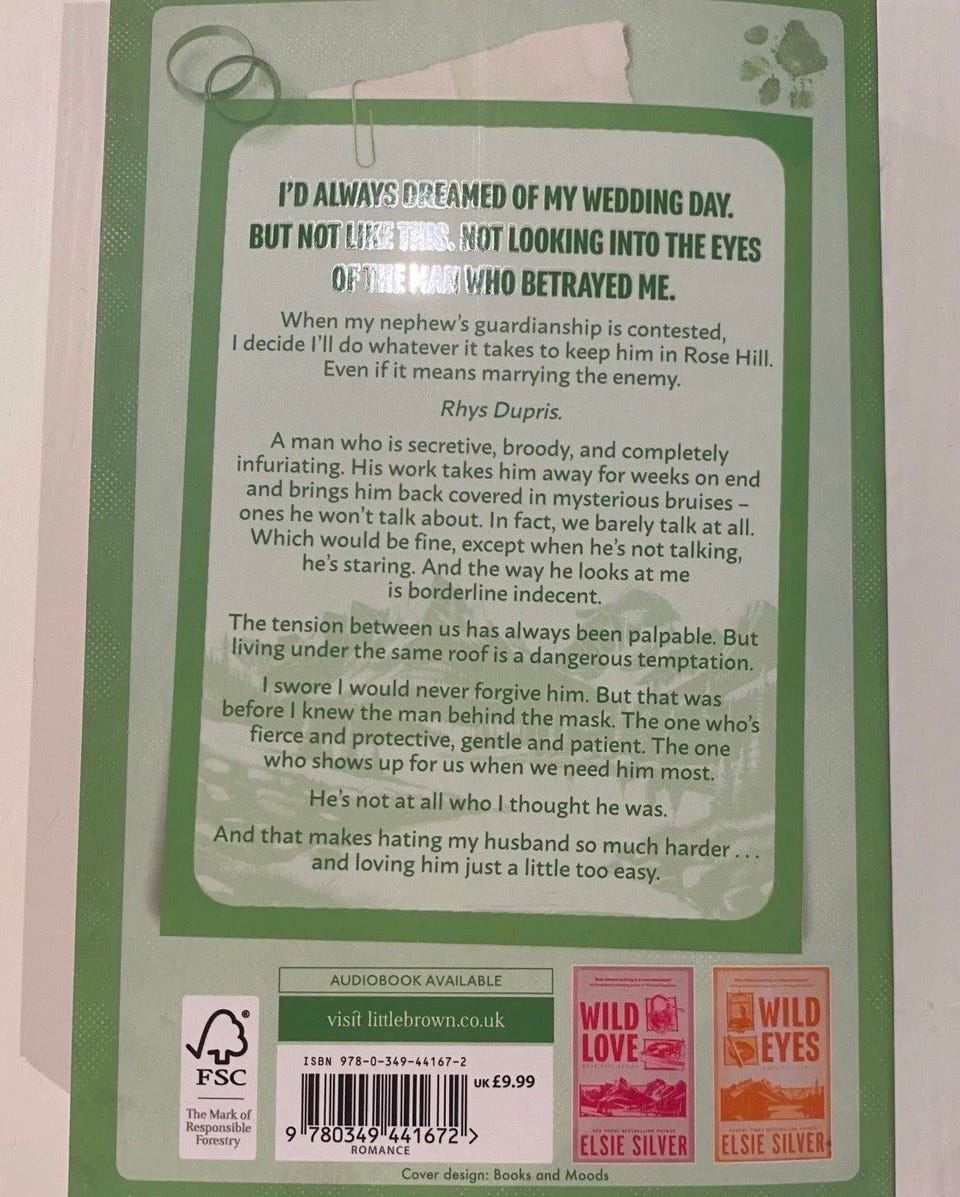 I'D ALWAYS DREAMED OF MY WEDDING DAY.
BUT NOT LIKE THIS. NOT LOOKING INTO THE EYES
OF THE MAN WHO BETRAYED ME.
When my nephew's guardianship is contested,
I decide I'll do whatever it takes to keep him in Rose Hill.
Even if it means marrying the enemy.
Rhys Dupris.
A man who is secretive, broody, and completely
infuriating. His work takes him away for weeks on end
and brings him back covered in mysterious bruises –
ones he won't talk about. In fact, we barely talk at all.
Which would be fine, except when he's not talking,
he's staring. And the way he looks at me
is borderline indecent.
The tension between us has always been palpable. But
living under the same roof is a dangerous temptation.
I swore I would never forgive him. But that was
before I knew the man behind the mask. The one who's
fierce and protective, gentle and patient. The one
who shows up for us when we need him most.
He's not at all who I thought he was.
And that makes hating my husband so much harder . . .
and loving him just a little too easy.
AUDIOBOOK AVAILABLE
visit littlebrown.co.uk
ISBN 978-0-349-44167-2
UK £9.99
9 780349 441672 >
ROMANCE
FSC
®
The Mark of
Responsible
Forestry
WILD
LOVE
ELSIE SILVER
WILD
EYES
ELSIE SILVER
Cover design: Books and Moods